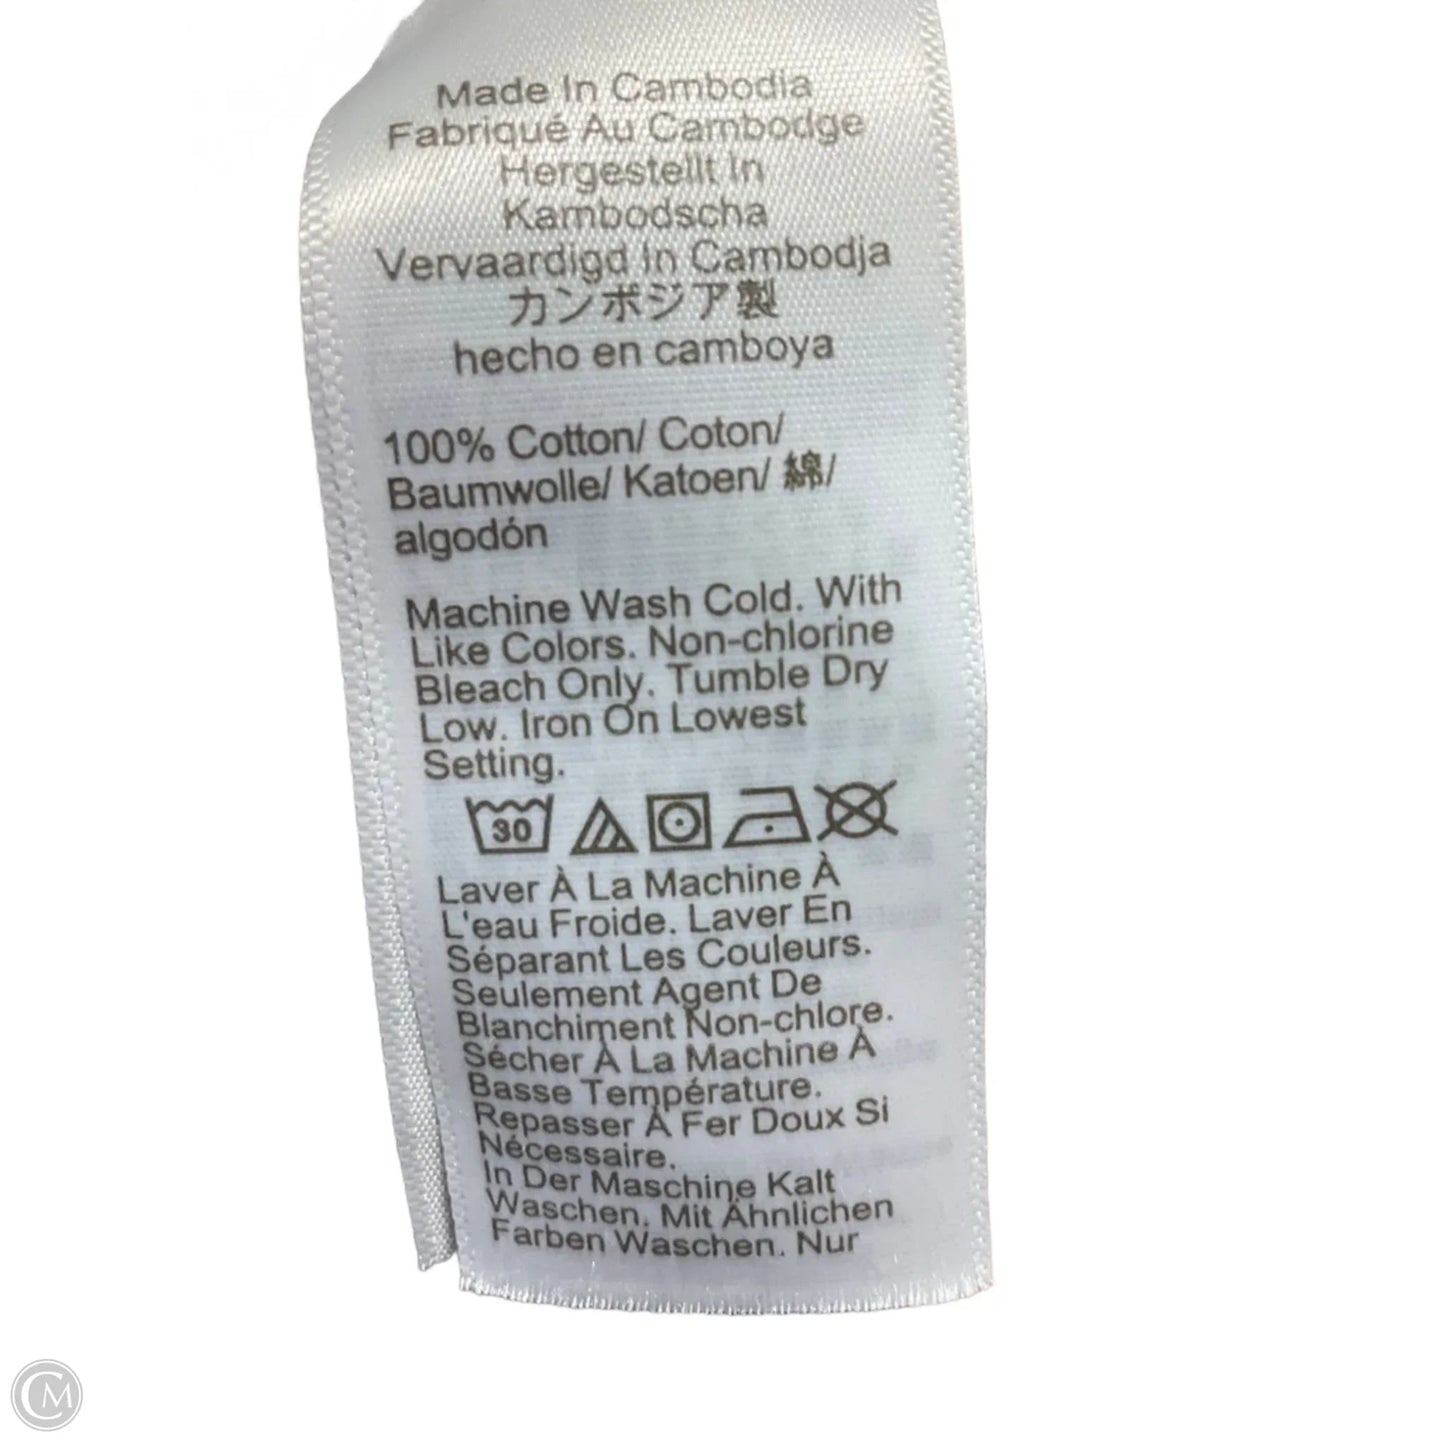 Made In Cambodia
Fabriqué Au Cambodge
Hergestellt In
Kambodscha
Vervaardigd In Cambodja
カンボジア製
hecho en camboya
100% Cotton/ Coton/
Baumwolle/ Katoen/ 綿/
algodón
Machine Wash Cold. With
Like Colors. Non-chlorine
Bleach Only. Tumble Dry
Low. Iron On Lowest
Setting.
30
Laver À La Machine À
L'eau Froide. Laver En
Séparant Les Couleurs.
Seulement Agent De
Blanchiment Non-chlore.
Sécher À La Machine À
Basse Température.
Repasser À Fer Doux Si
Nécessaire.
In Der Maschine Kalt
Waschen. Mit Ähnlichen
Farben Waschen. Nur
CM